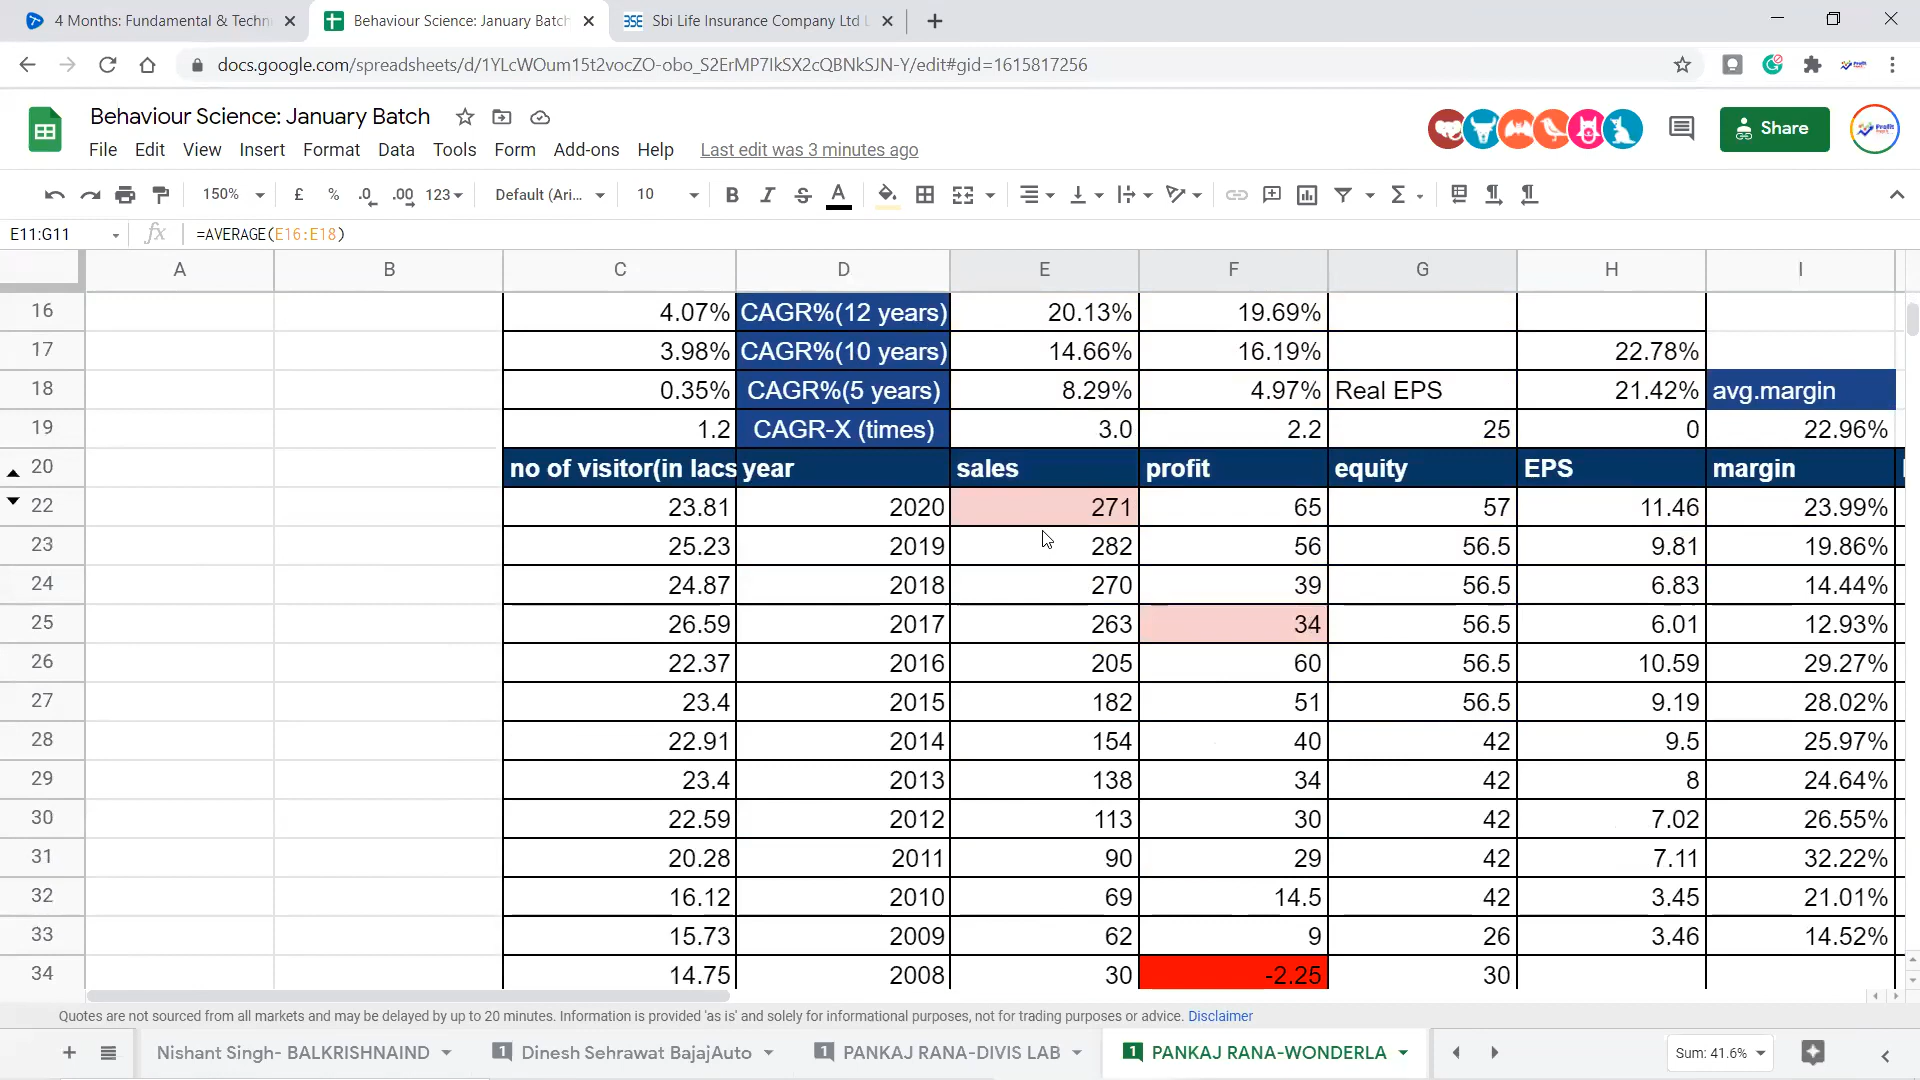 4 Months: Fundamental & Techn
Behaviour Science: January Batch
Sbi Life Insurance Company Ltd L
docs.google.com/spreadsheets/d/1YLcWOum15t2vocZO-obo_S2ErMP7IkSX2cQBNkSJN-Y/edit#gid=1615817256
Behaviour Science: January Batch
Share
File Edit View Insert Format Data Tools Form Add-ons Help Last edit was 3 minutes ago
150% £ % .0 .00 123 Default (Ari... 10 B I S A
E11:G11 fx =AVERAGE(E16:E18)
A B C D E F G H I
16 4.07% CAGR%(12 years) 20.13% 19.69%
17 3.98% CAGR%(10 years) 14.66% 16.19% 22.78%
18 0.35% CAGR%(5 years) 8.29% 4.97% Real EPS 21.42% avg.margin
19 1.2 CAGR-X (times) 3.0 2.2 25 0 22.96%
20 no of visitor(in lacs year sales profit equity EPS margin
22 23.81 2020 271 65 57 11.46 23.99%
23 25.23 2019 282 56 56.5 9.81 19.86%
24 24.87 2018 270 39 56.5 6.83 14.44%
25 26.59 2017 263 34 56.5 6.01 12.93%
26 22.37 2016 205 60 56.5 10.59 29.27%
27 23.4 2015 182 51 56.5 9.19 28.02%
28 22.91 2014 154 40 42 9.5 25.97%
29 23.4 2013 138 34 42 8 24.64%
30 22.59 2012 113 30 42 7.02 26.55%
31 20.28 2011 90 29 42 7.11 32.22%
32 16.12 2010 69 14.5 42 3.45 21.01%
33 15.73 2009 62 9 26 3.46 14.52%
34 14.75 2008 30 -2.25 30
Quotes are not sourced from all markets and may be delayed by up to 20 minutes. Information is provided 'as is' and solely for informational purposes, not for trading purposes or advice. Disclaimer
Nishant Singh- BALKRISHNAIND 1 Dinesh Sehrawat BajajAuto 1 PANKAJ RANA-DIVIS LAB 1 PANKAJ RANA-WONDERLA Sum: 41.6%